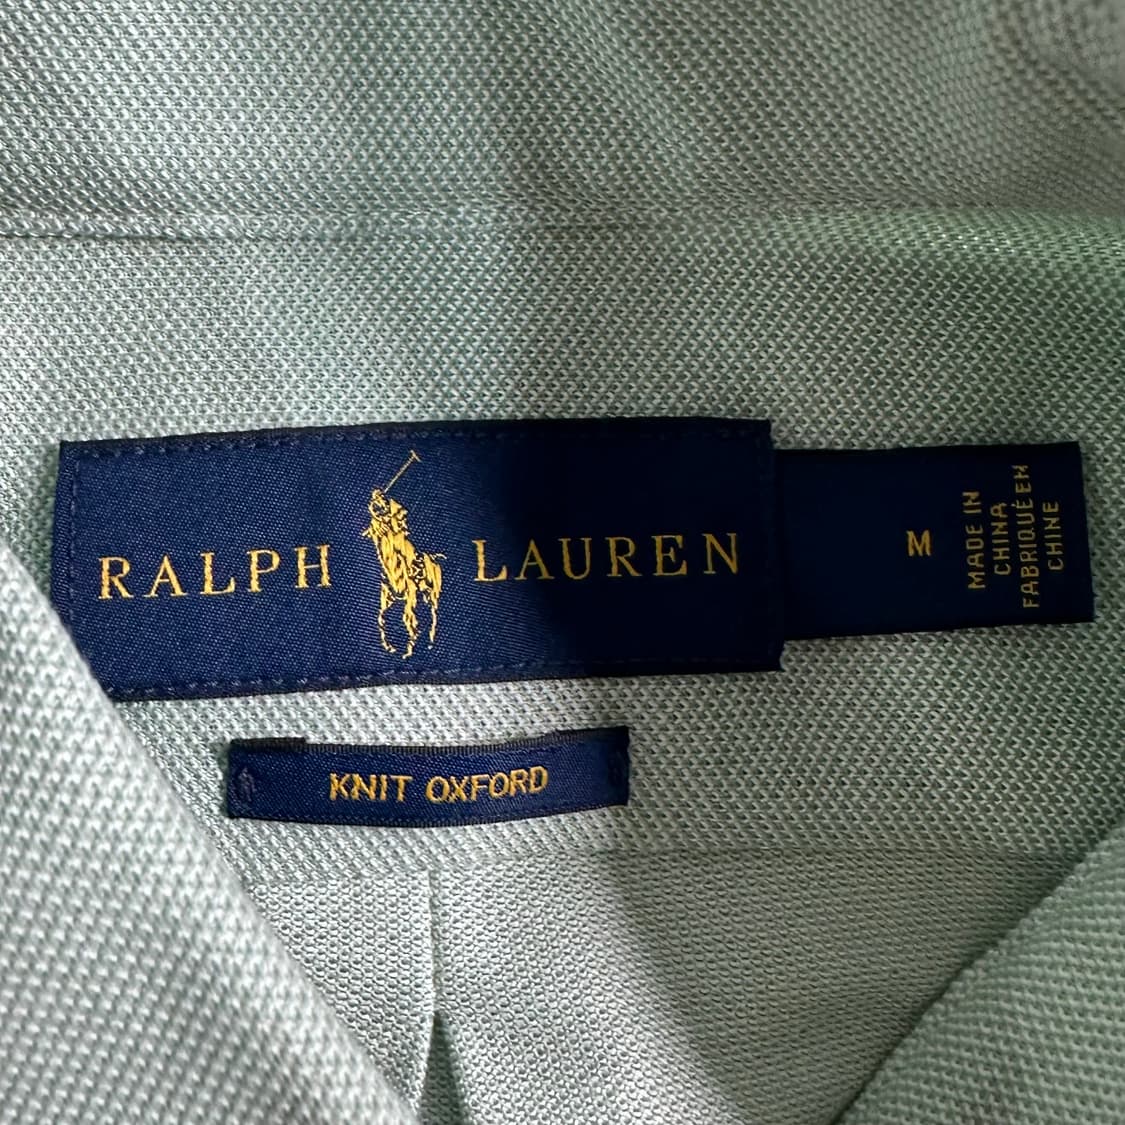 RALPH LAUREN
M
MADE IN
CHINA
FABRIQUÉ EN
CHINE
KNIT OXFORD